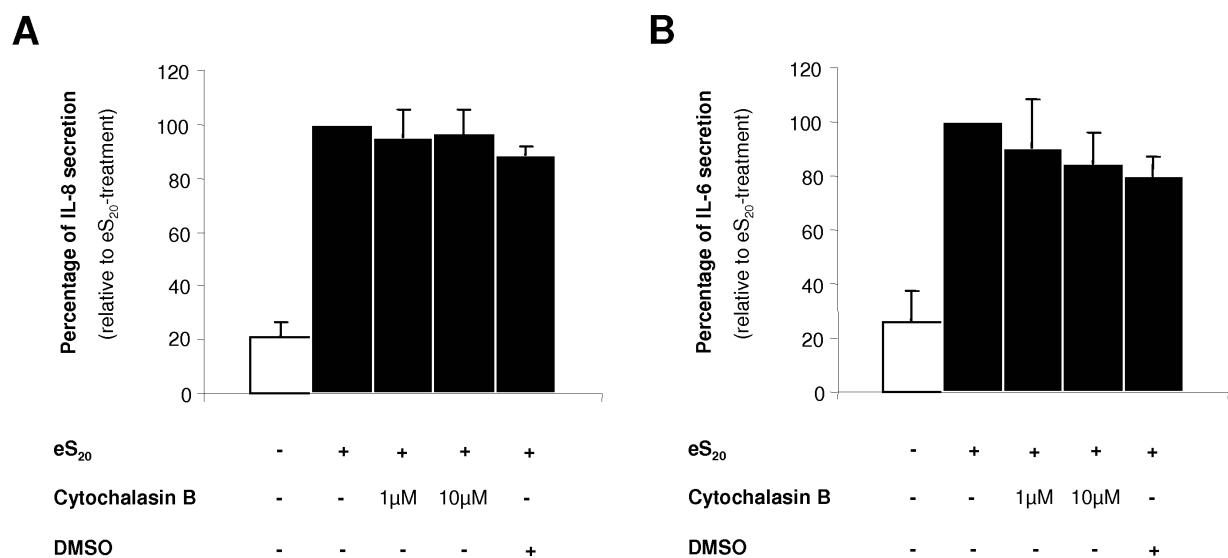 A
B
Percentage of IL-8 secretion
(relative to eS20-treatment)
120
100
80
60
40
20
0
Percentage of IL-6 secretion
(relative to eS20-treatment)
120
100
80
60
40
20
0
eS20 - + + + +
Cytochalasin B - - 1µM 10µM -
DMSO - - - - +
eS20 - + + + +
Cytochalasin B - - 1µM 10µM -
DMSO - - - - +